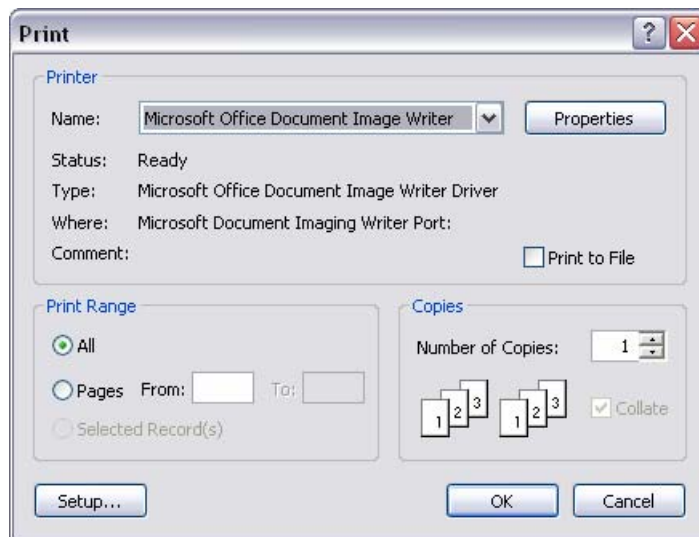 Print
Printer
Name: Microsoft Office Document Image Writer Properties
Status: Ready
Type: Microsoft Office Document Image Writer Driver
Where: Microsoft Document Imaging Writer Port:
Comment: Print to File
Print Range
All
Pages From: To:
Selected Record(s)
Copies
Number of Copies: 1
1 2 3 1 2 3 Collate
Setup... OK Cancel